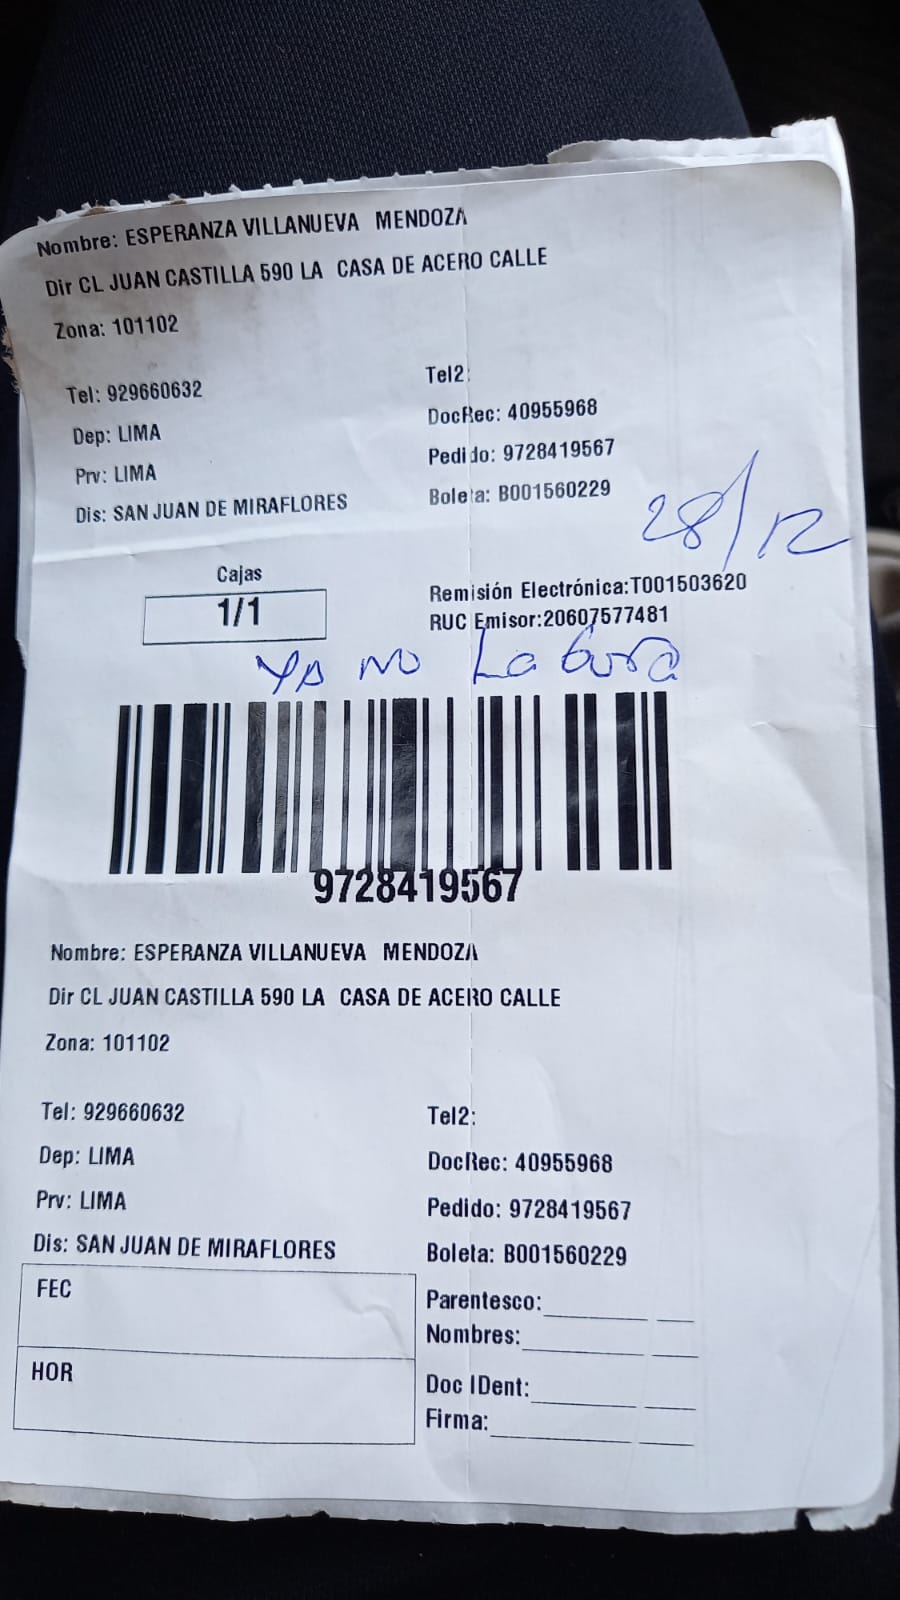 Nombre: ESPERANZA VILLANUEVA MENDOZA
Dir CL JUAN CASTILLA 590 LA CASA DE ACERO CALLE
Zona: 101102
Tel: 929660632
Tel2:
Dep: LIMA
DocRec: 40955968
Prv: LIMA
Pedido: 9728419567
Dis: SAN JUAN DE MIRAFLORES
Boleta: B001560229
28/12
Cajas
1/1
Remisión Electrónica:T001503620
RUC Emisor:20607577481
YA NO Labora
9728419567
Nombre: ESPERANZA VILLANUEVA MENDOZA
Dir CL JUAN CASTILLA 590 LA CASA DE ACERO CALLE
Zona: 101102
Tel: 929660632
Tel2:
Dep: LIMA
DocRec: 40955968
Prv: LIMA
Pedido: 9728419567
Dis: SAN JUAN DE MIRAFLORES
Boleta: B001560229
FEC
Parentesco:
Nombres:
HOR
Doc IDent:
Firma: